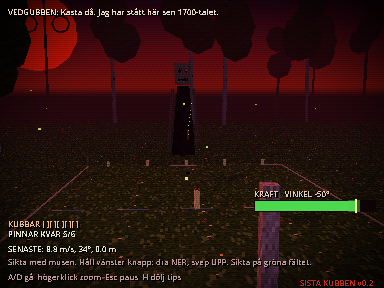 VEDGUBBEN: Kasta då. Jag har stått här sen 1700-talet.
KRAFT VINKEL -50°
KUBBAR
PINNAR KVAR 5/6
SENASTE: 8.8 m/s, 34°, 0.0 m
Sikta med musen. Håll vänster knapp: dra NER, svep UPP. Sikta på gröna fältet.
A/D gå högerklick zoom Esc paus H dölj tips
SISTA KUBBEN v0.2